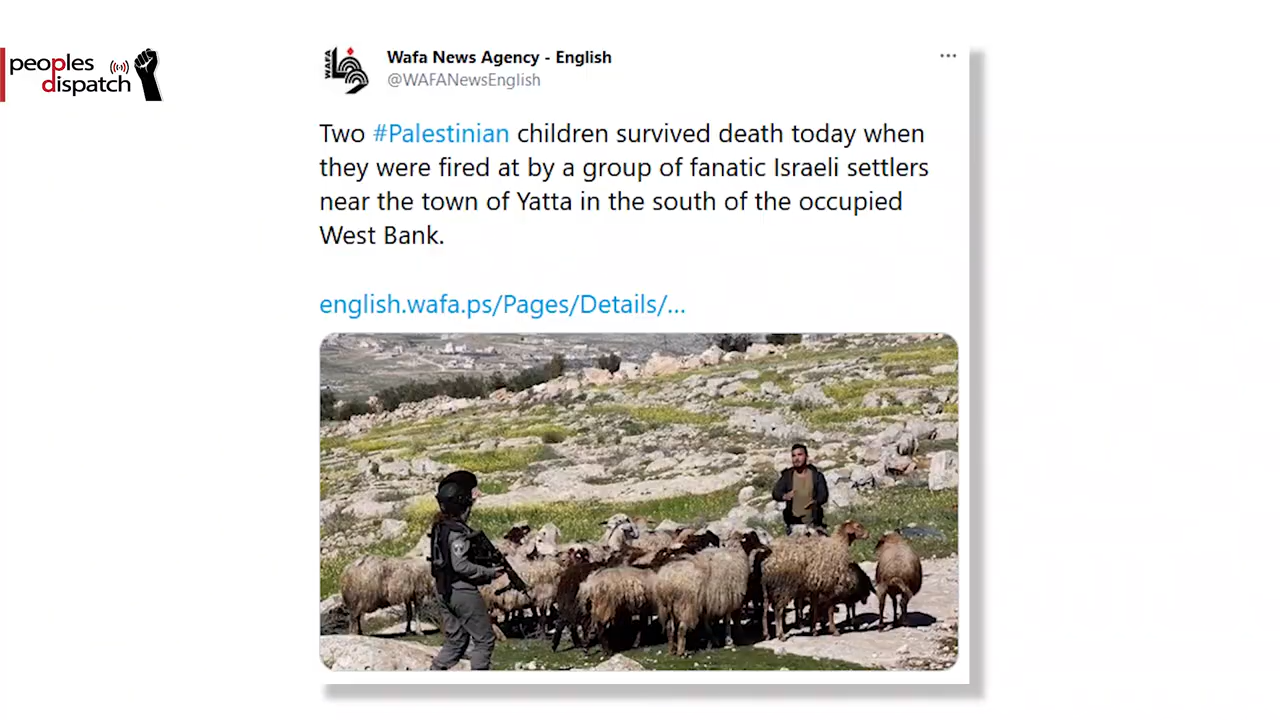 peoples
dispatch
WAFA
Wafa News Agency - English
@WAFANewsEnglish
Two #Palestinian children survived death today when
they were fired at by a group of fanatic Israeli settlers
near the town of Yatta in the south of the occupied
West Bank.
english.wafa.ps/Pages/Details/...